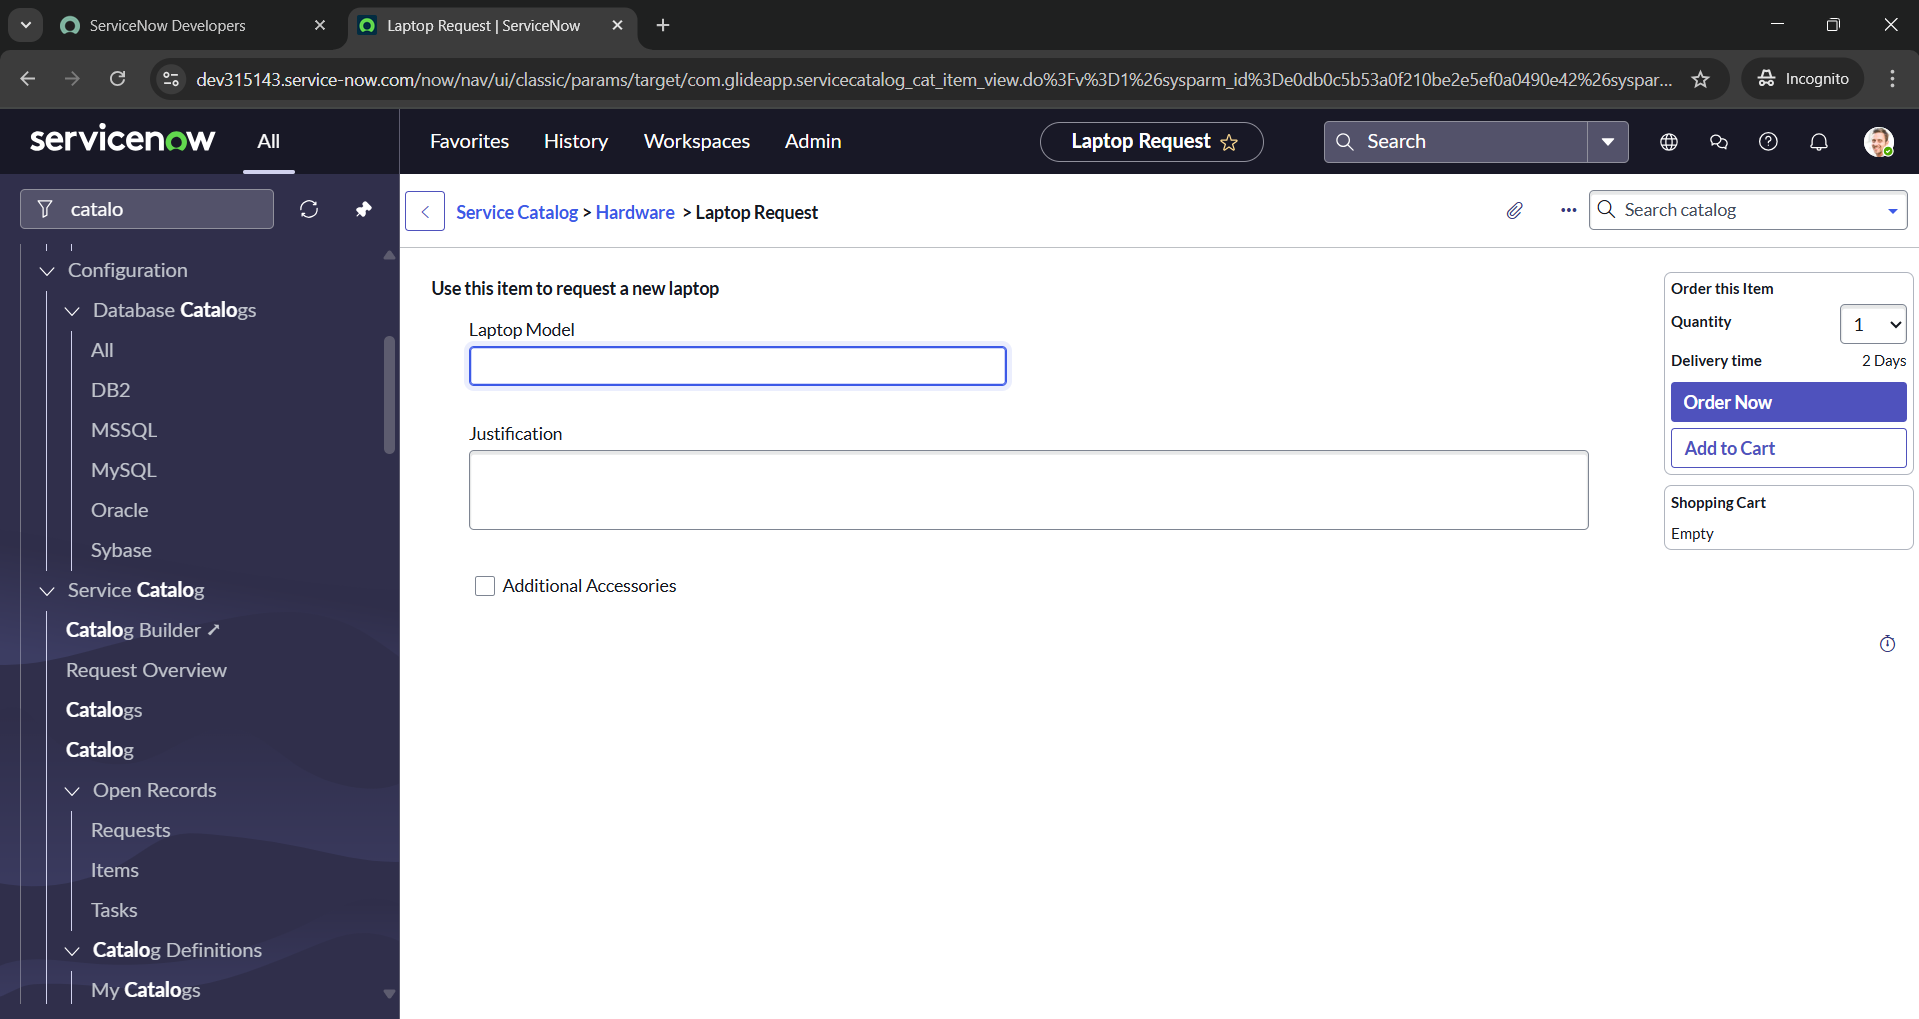 ServiceNow Developers
Laptop Request | ServiceNow
dev315143.service-now.com/now/nav/ui/classic/params/target/com.glideapp.servicecatalog_cat_item_view.do%3Fv%3D1%26sysparm_id%3De0db0c5b53a0f210be2e5ef0a0490e42%26syspar...
Incognito
servicenow
All
Favorites
History
Workspaces
Admin
Laptop Request
Search
catalo
Configuration
Database Catalogs
All
DB2
MSSQL
MySQL
Oracle
Sybase
Service Catalog
Catalog Builder
Request Overview
Catalogs
Catalog
Open Records
Requests
Items
Tasks
Catalog Definitions
My Catalogs
Service Catalog > Hardware > Laptop Request
Search catalog
Use this item to request a new laptop
Laptop Model
Justification
Additional Accessories
Order this Item
Quantity 1
Delivery time 2 Days
Order Now
Add to Cart
Shopping Cart
Empty